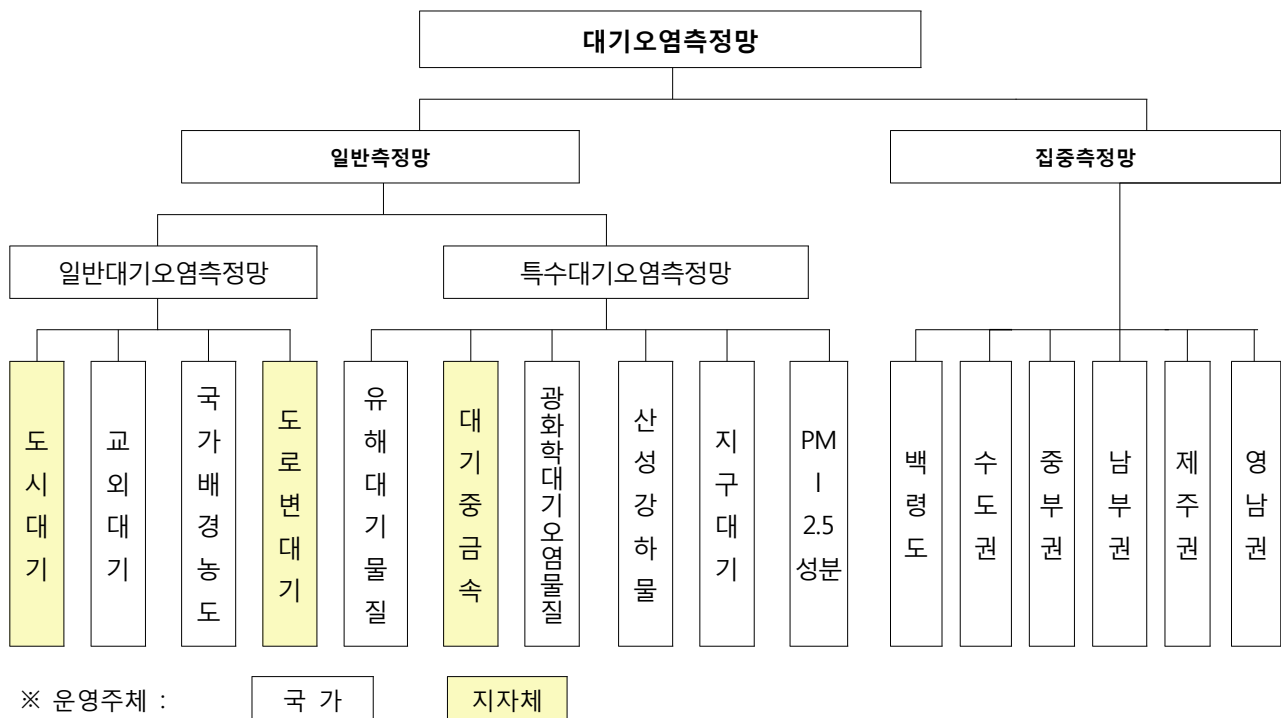 대기오염측정망
일반측정망
집중측정망
일반대기오염측정망
특수대기오염측정망
도시대기
교외대기
국가배경농도
도로변대기
유해대기물질
대기중금속
광화학대기오염물질
산성강하물
지구대기
PM
|
2.5
성분
백령도
수도권
중부권
남부권
제주권
영남권
※ 운영주체 :
국 가
지자체